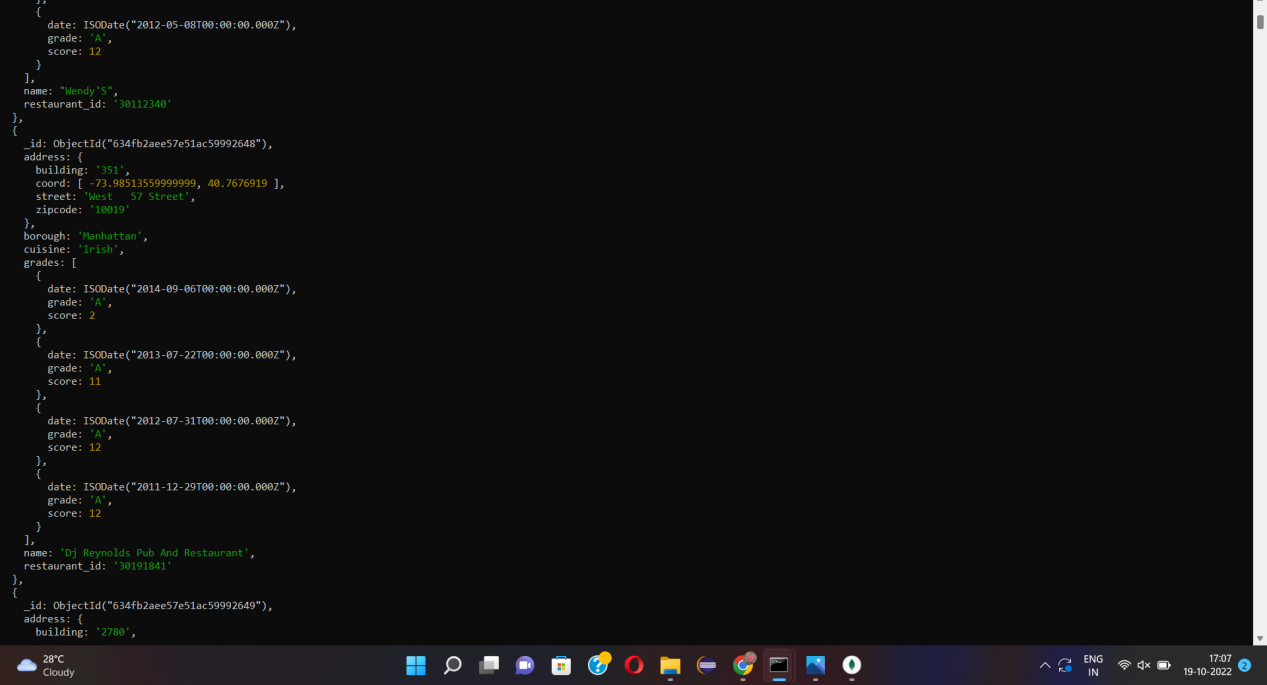 },
{
date: ISODate("2012-05-08T00:00:00.000Z"),
grade: 'A',
score: 12
}
],
name: "Wendy'S",
restaurant_id: '30112340'
},
{
_id: ObjectId("634fb2aee57e51ac59992648"),
address: {
building: '351',
coord: [ -73.98513559999999, 40.7676919 ],
street: 'West   57 Street',
zipcode: '10019'
},
borough: 'Manhattan',
cuisine: 'Irish',
grades: [
{
date: ISODate("2014-09-06T00:00:00.000Z"),
grade: 'A',
score: 2
},
{
date: ISODate("2013-07-22T00:00:00.000Z"),
grade: 'A',
score: 11
},
{
date: ISODate("2012-07-31T00:00:00.000Z"),
grade: 'A',
score: 12
},
{
date: ISODate("2011-12-29T00:00:00.000Z"),
grade: 'A',
score: 12
}
],
name: 'Dj Reynolds Pub And Restaurant',
restaurant_id: '30191841'
},
{
_id: ObjectId("634fb2aee57e51ac59992649"),
address: {
building: '2780',
28°C
Cloudy
ENG
IN
17:07
19-10-2022
2